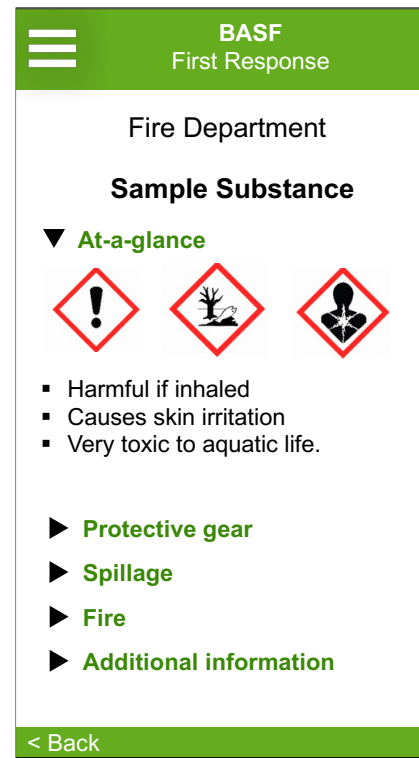 BASF
First Response
Fire Department
Sample Substance
▼ At-a-glance
▪ Harmful if inhaled
▪ Causes skin irritation
▪ Very toxic to aquatic life.
▶ Protective gear
▶ Spillage
▶ Fire
▶ Additional information
< Back